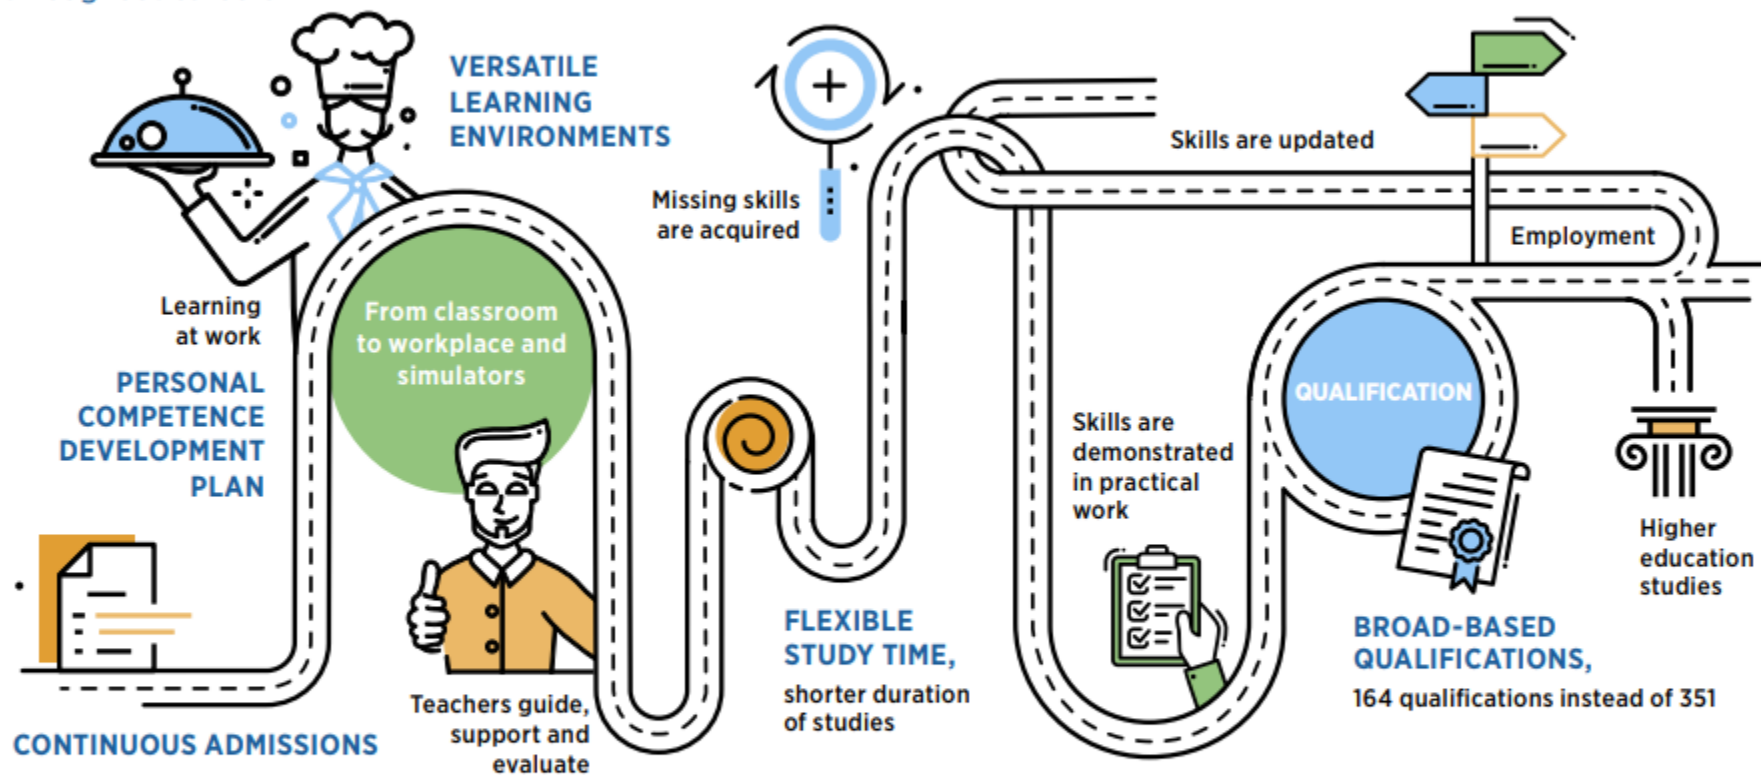 VERSATILE
LEARNING
ENVIRONMENTS
Learning
at work
PERSONAL
COMPETENCE
DEVELOPMENT
PLAN
From classroom
to workplace and
simulators
CONTINUOUS ADMISSIONS
Teachers guide,
support and
evaluate
Missing skills
are acquired
FLEXIBLE
STUDY TIME,
shorter duration
of studies
Skills are updated
Employment
Skills are
demonstrated
in practical
work
QUALIFICATION
BROAD-BASED
QUALIFICATIONS,
164 qualifications instead of 351
Higher
education
studies